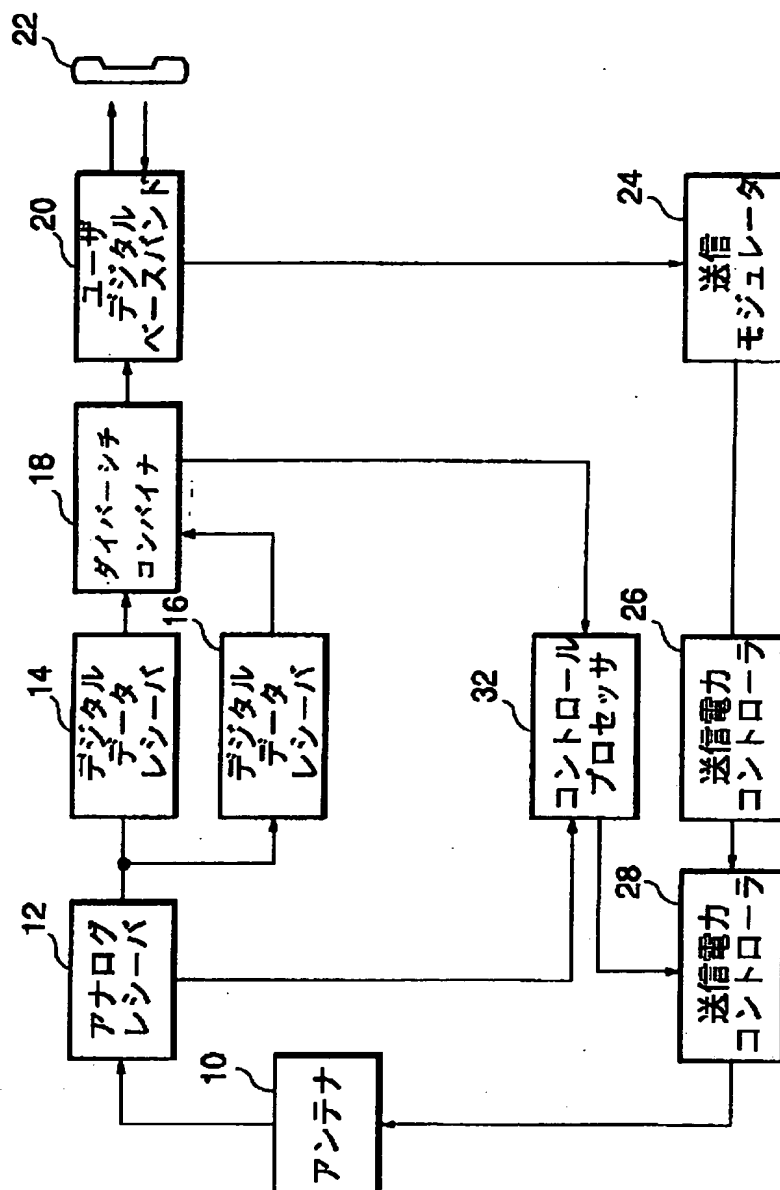 22
20
ユーザ
デジタル
ベースバンド
24
送信
モジュレータ
18
ダイバーシチ
コンバイナ
14
デジタル
データ
レシーバ
16
デジタル
データ
レシーバ
32
コントロール
プロセッサ
26
送信電力
コントローラ
12
アナログ
レシーバ
28
送信電力
コントローラ
10
アンテナ